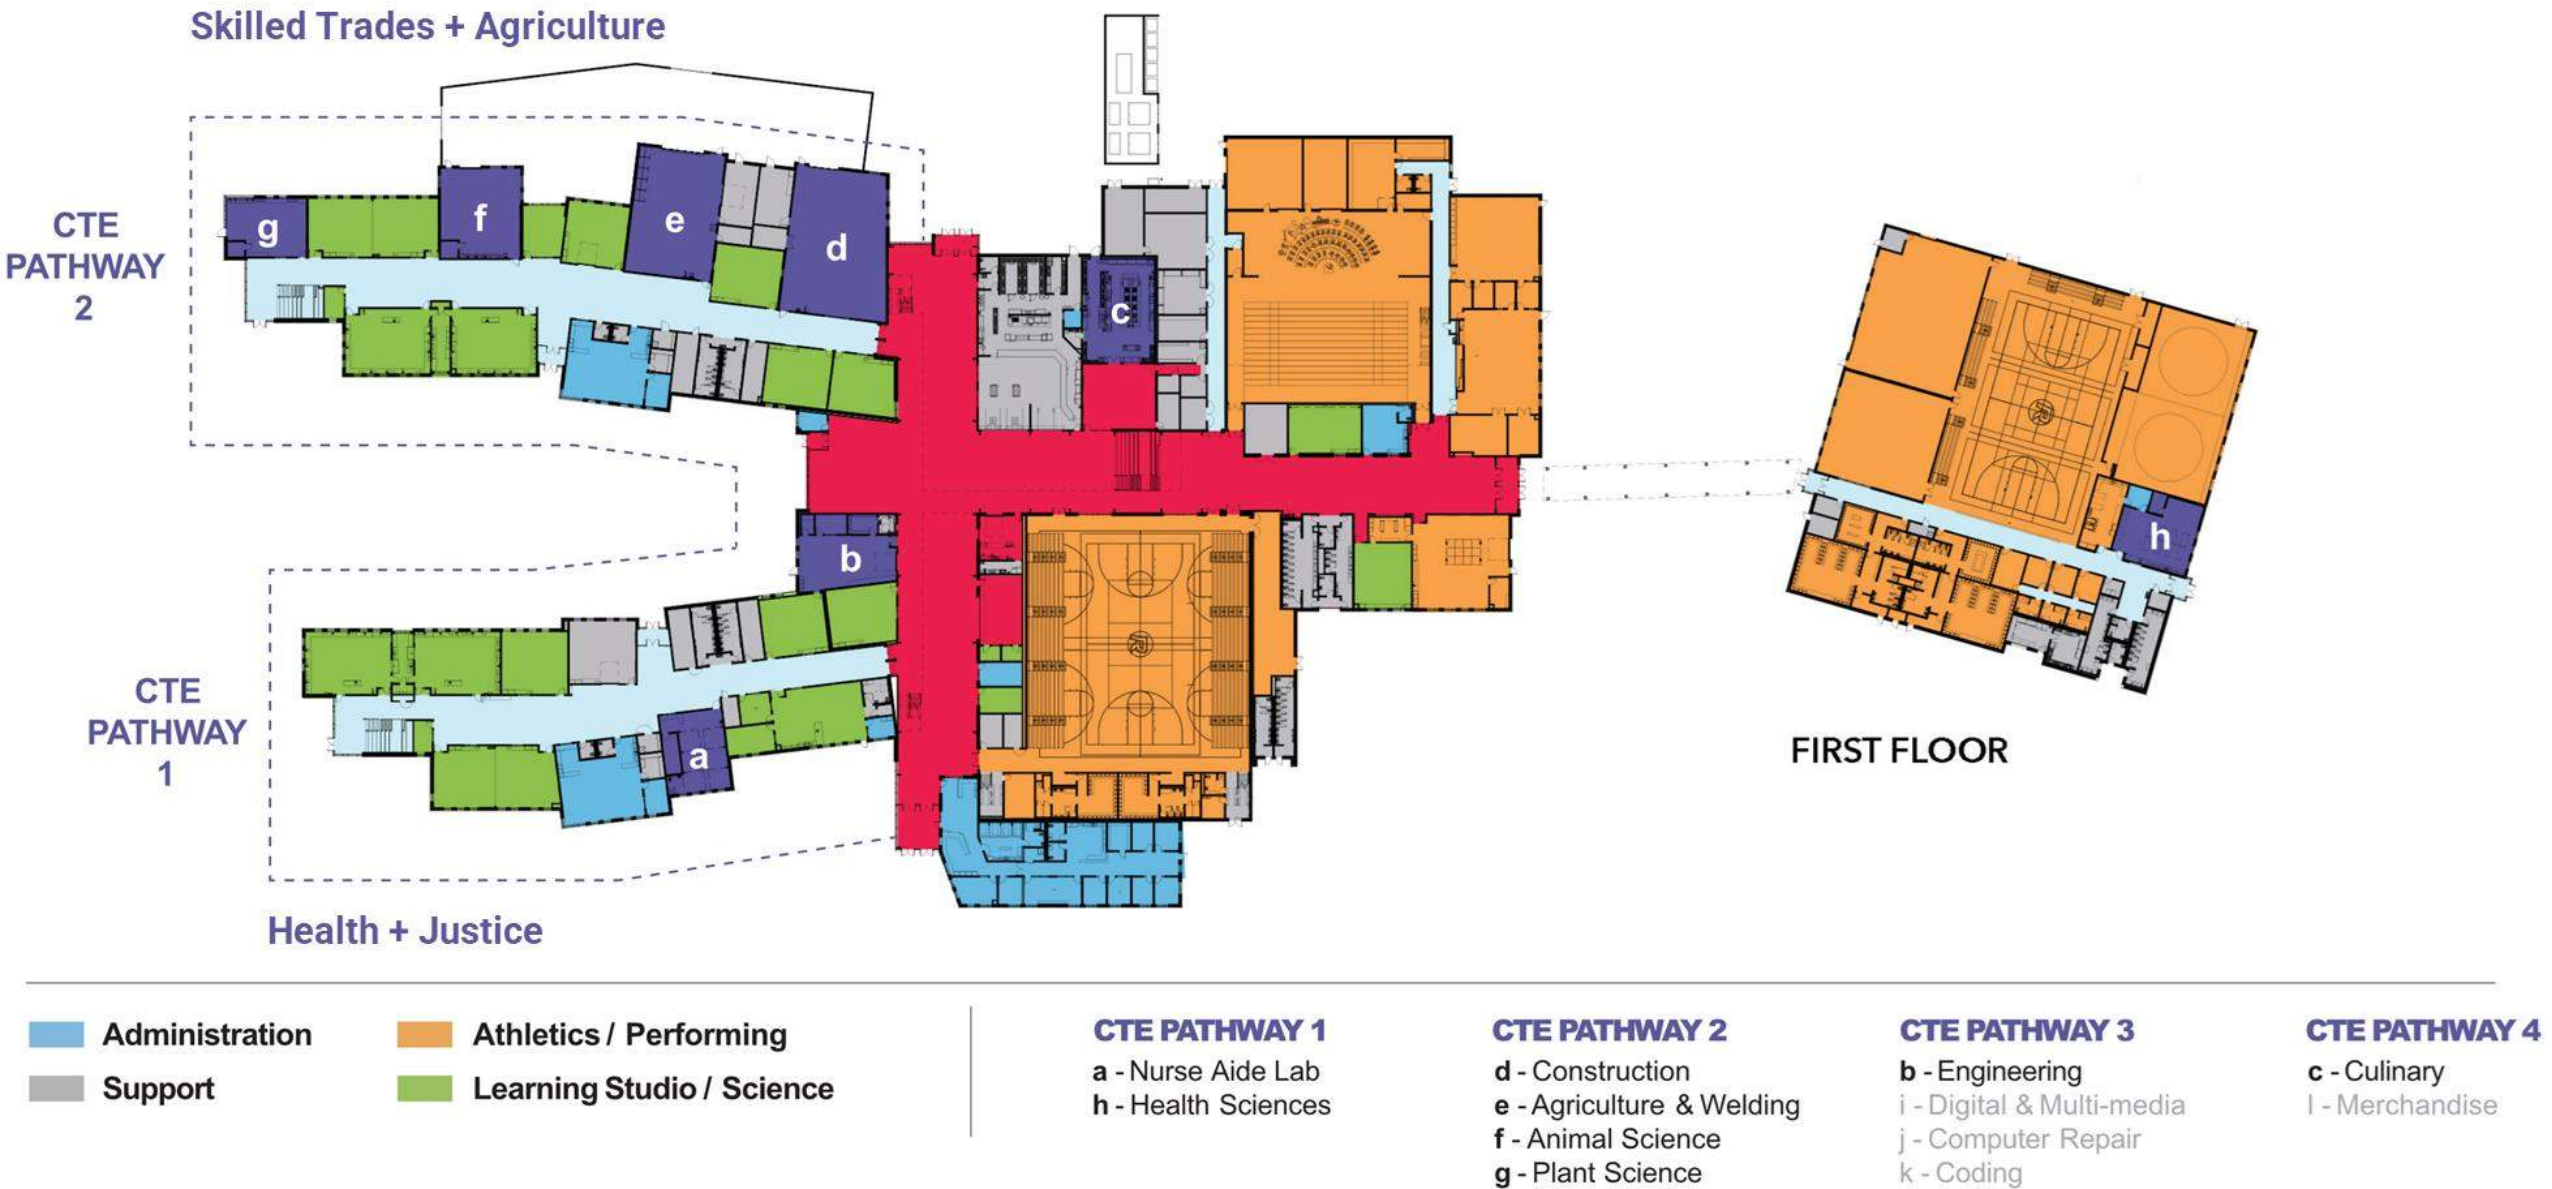 Skilled Trades + Agriculture
CTE
PATHWAY
2
g
f
e
d
c
b
a
h
CTE
PATHWAY
1
Health + Justice
FIRST FLOOR
R
R
Administration
Support
Athletics / Performing
Learning Studio / Science
CTE PATHWAY 1
a - Nurse Aide Lab
h - Health Sciences
CTE PATHWAY 2
d - Construction
e - Agriculture & Welding
f - Animal Science
g - Plant Science
CTE PATHWAY 3
b - Engineering
i - Digital & Multi-media
j - Computer Repair
k - Coding
CTE PATHWAY 4
c - Culinary
l - Merchandise